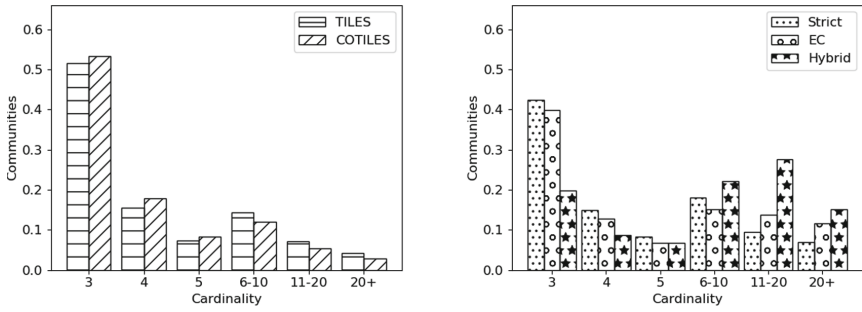 0.6
0.5
0.4
0.3
0.2
0.1
0.0
Communities
3 4 5 6-10 11-20 20+
Cardinality
TILES
COTILES
0.6
0.5
0.4
0.3
0.2
0.1
0.0
Communities
3 4 5 6-10 11-20 20+
Cardinality
Strict
EC
Hybrid